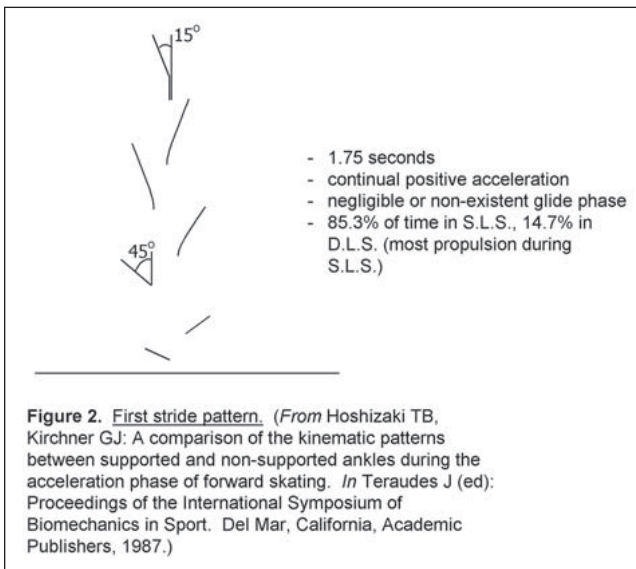 15°
- 1.75 seconds
- continual positive acceleration
- negligible or non-existent glide phase
- 85.3% of time in S.L.S., 14.7% in
D.L.S. (most propulsion during
S.L.S.)
45°
Figure 2. First stride pattern. (From Hoshizaki TB,
Kirchner GJ: A comparison of the kinematic patterns
between supported and non-supported ankles during the
acceleration phase of forward skating. In Teraudes J (ed):
Proceedings of the International Symposium of
Biomechanics in Sport. Del Mar, California, Academic
Publishers, 1987.)